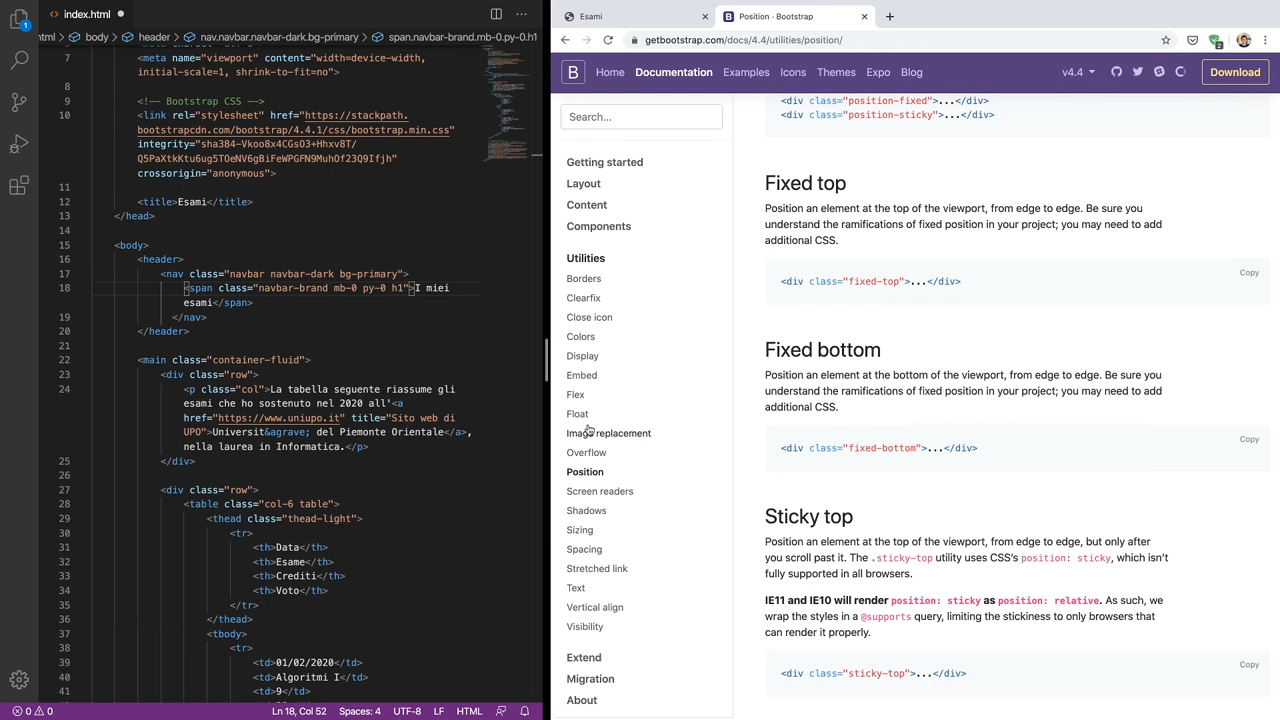 index.html
html
body
header
nav.navbar.navbar-dark.bg-primary
span.navbar-brand.mb-0.py-0.h1
1
7 <meta name="viewport" content="width=device-width,
initial-scale=1, shrink-to-fit=no">
8
9 <!-- Bootstrap CSS -->
10 <link rel="stylesheet" href="https://stackpath.
bootstrapcdn.com/bootstrap/4.4.1/css/bootstrap.min.css"
integrity="sha384-Vkoo8x4CGsO3+Hhxv8T/
Q5PaXtkKtu6ug5TOeNV6gBiFeWPGFN9MuhOf23Q9Ifjh"
crossorigin="anonymous">
11
12 <title>Esami</title>
13 </head>
14
15 <body>
16 <header>
17 <nav class="navbar navbar-dark bg-primary">
18 <span class="navbar-brand mb-0 py-0 h1">I miei
esami</span>
19 </nav>
20 </header>
21
22 <main class="container-fluid">
23 <div class="row">
24 <p class="col">La tabella seguente riassume gli
esami che ho sostenuto nel 2020 all'<a
href="https://www.uniupo.it" title="Sito web di
UPO">Universit&agrave; del Piemonte Orientale</a>,
nella laurea in Informatica.</p>
25 </div>
26
27 <div class="row">
28 <table class="col-6 table">
29 <thead class="thead-light">
30 <tr>
31 <th>Data</th>
32 <th>Esame</th>
33 <th>Crediti</th>
34 <th>Voto</th>
35 </tr>
36 </thead>
37 <tbody>
38 <tr>
39 <td>01/02/2020</td>
40 <td>Algoritmi I</td>
41 <td>9</td>
0 0
Ln 18, Col 52 Spaces: 4 UTF-8 LF HTML
Esami
Position · Bootstrap
getbootstrap.com/docs/4.4/utilities/position/
2
B Home Documentation Examples Icons Themes Expo Blog
v4.4
Download
Search...
Getting started
Layout
Content
Components
Utilities
Borders
Clearfix
Close icon
Colors
Display
Embed
Flex
Float
Image replacement
Overflow
Position
Screen readers
Shadows
Sizing
Spacing
Stretched link
Text
Vertical align
Visibility
Extend
Migration
About
<div class="position-fixed">...</div>
<div class="position-sticky">...</div>
Fixed top
Position an element at the top of the viewport, from edge to edge. Be sure you
understand the ramifications of fixed position in your project; you may need to add
additional CSS.
Copy
<div class="fixed-top">...</div>
Fixed bottom
Position an element at the bottom of the viewport, from edge to edge. Be sure you
understand the ramifications of fixed position in your project; you may need to add
additional CSS.
Copy
<div class="fixed-bottom">...</div>
Sticky top
Position an element at the top of the viewport, from edge to edge, but only after
you scroll past it. The .sticky-top utility uses CSS's position: sticky, which isn't
fully supported in all browsers.
IE11 and IE10 will render position: sticky as position: relative. As such, we
wrap the styles in a @supports query, limiting the stickiness to only browsers that
can render it properly.
Copy
<div class="sticky-top">...</div>